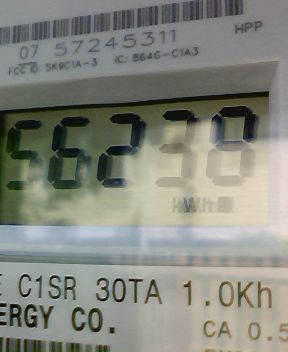 HPP
07 57245311
FCC ID: SK9C1A-3 IC: 864G-C1A3
56238
kWh
E C1SR 30TA 1.0Kh
ERGY CO.
CA 0.5